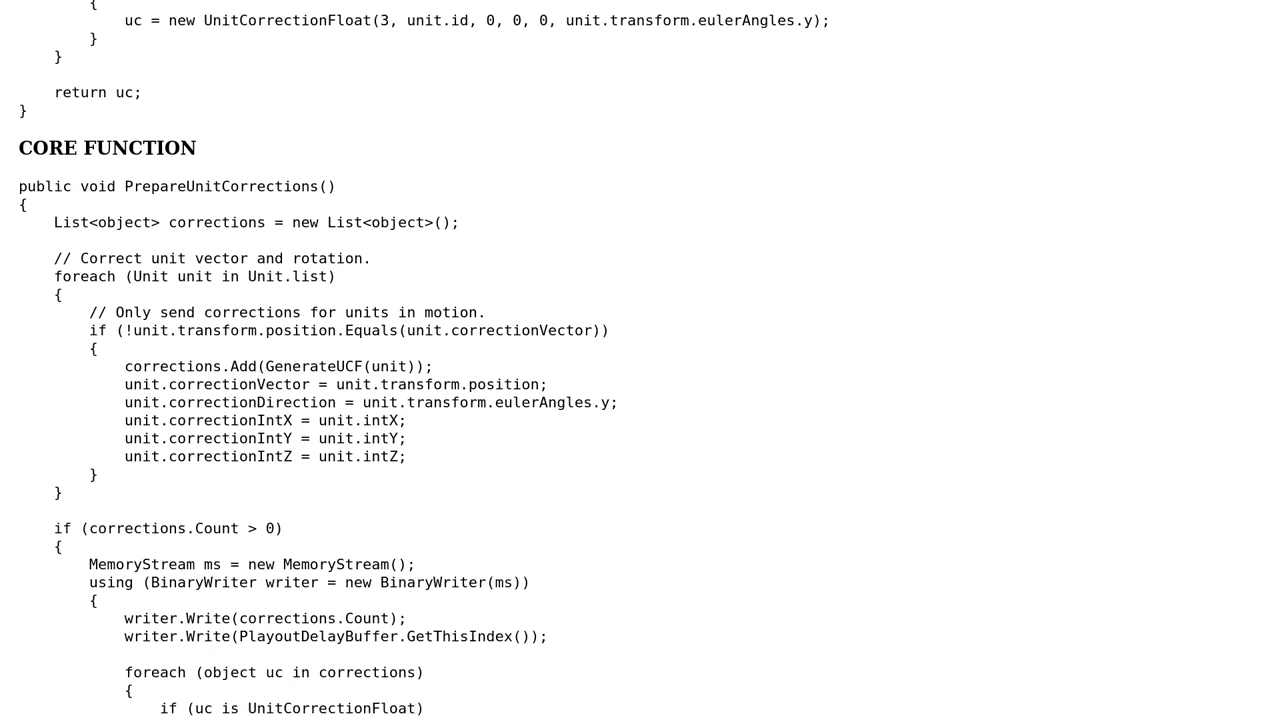 {
            uc = new UnitCorrectionFloat(3, unit.id, 0, 0, 0, unit.transform.eulerAngles.y);
        }
    }

    return uc;
}
CORE FUNCTION
public void PrepareUnitCorrections()
{
    List<object> corrections = new List<object>();

    // Correct unit vector and rotation.
    foreach (Unit unit in Unit.list)
    {
        // Only send corrections for units in motion.
        if (!unit.transform.position.Equals(unit.correctionVector))
        {
            corrections.Add(GenerateUCF(unit));
            unit.correctionVector = unit.transform.position;
            unit.correctionDirection = unit.transform.eulerAngles.y;
            unit.correctionIntX = unit.intX;
            unit.correctionIntY = unit.intY;
            unit.correctionIntZ = unit.intZ;
        }
    }

    if (corrections.Count > 0)
    {
        MemoryStream ms = new MemoryStream();
        using (BinaryWriter writer = new BinaryWriter(ms))
        {
            writer.Write(corrections.Count);
            writer.Write(PlayoutDelayBuffer.GetThisIndex());

            foreach (object uc in corrections)
            {
                if (uc is UnitCorrectionFloat)